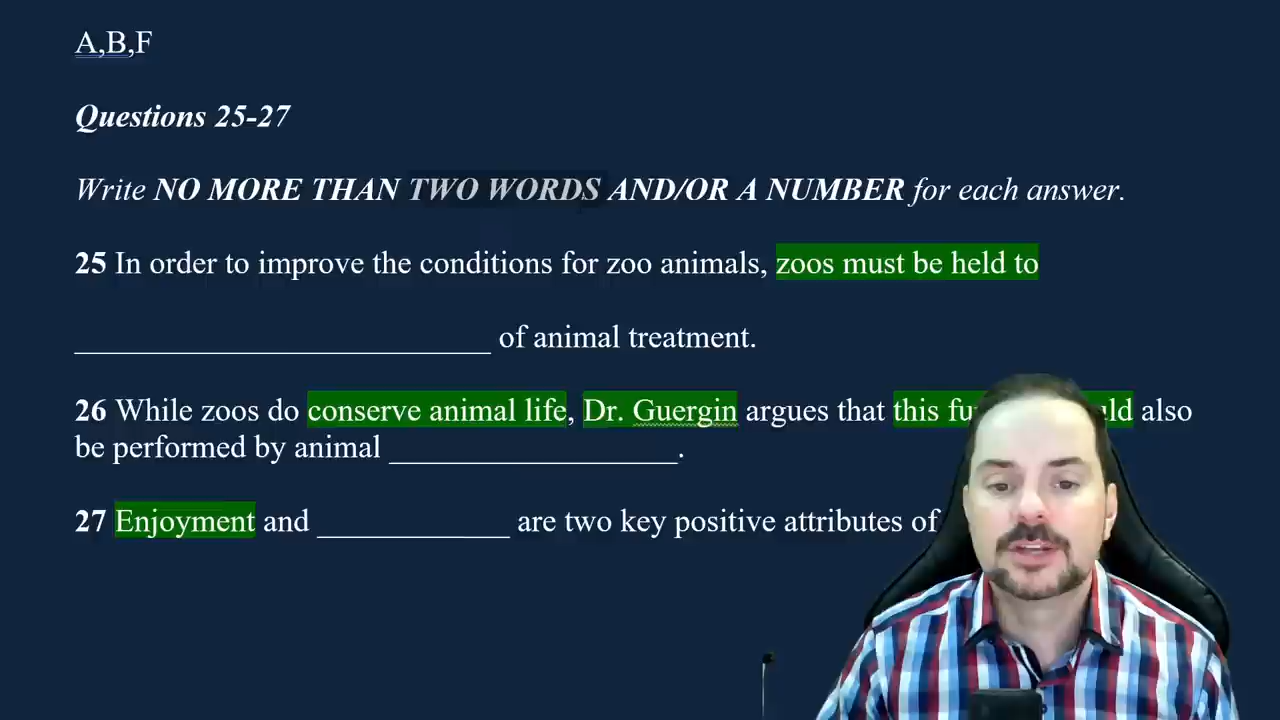 A,B,F
Questions 25-27
Write NO MORE THAN TWO WORDS AND/OR A NUMBER for each answer.
25 In order to improve the conditions for zoo animals, zoos must be held to
_____________________________ of animal treatment.
26 While zoos do conserve animal life, Dr. Guergin argues that this also
be performed by animal ____________________.
27 Enjoyment and _____________ are two key positive attributes of